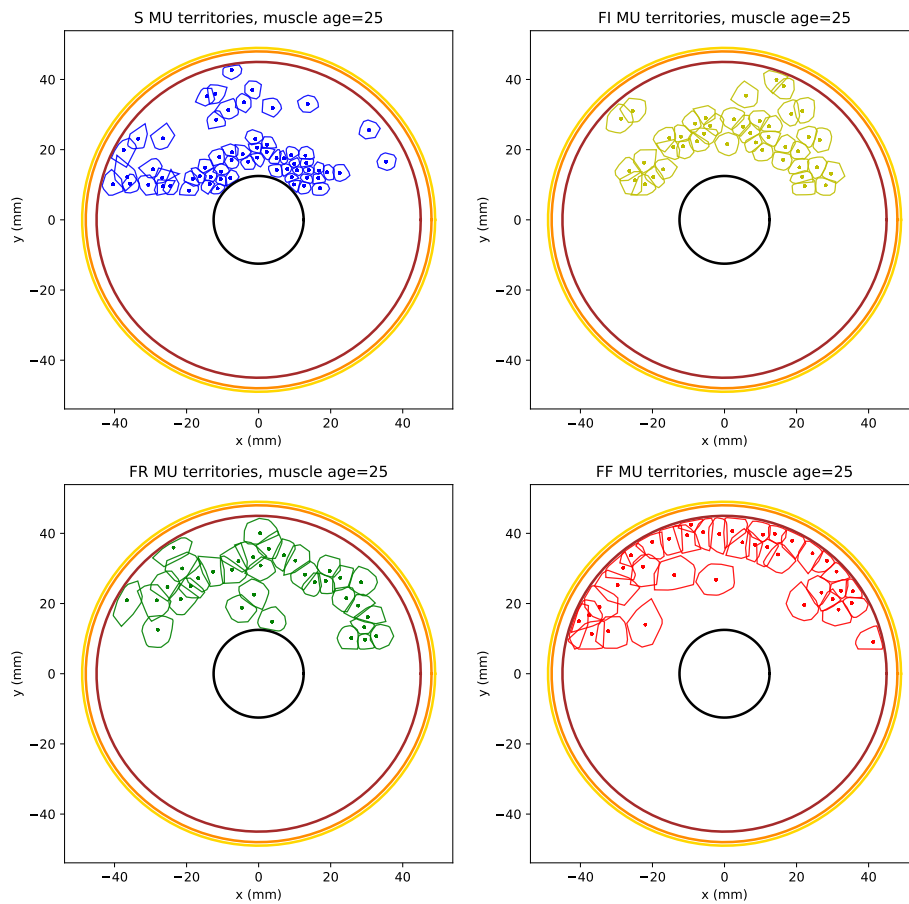 S MU territories, muscle age=25
40
20
0
−20
−40
y (mm)
−40 −20 0 20 40
x (mm)
FI MU territories, muscle age=25
40
20
0
−20
−40
y (mm)
−40 −20 0 20 40
x (mm)
FR MU territories, muscle age=25
40
20
0
−20
−40
y (mm)
−40 −20 0 20 40
x (mm)
FF MU territories, muscle age=25
40
20
0
−20
−40
y (mm)
−40 −20 0 20 40
x (mm)